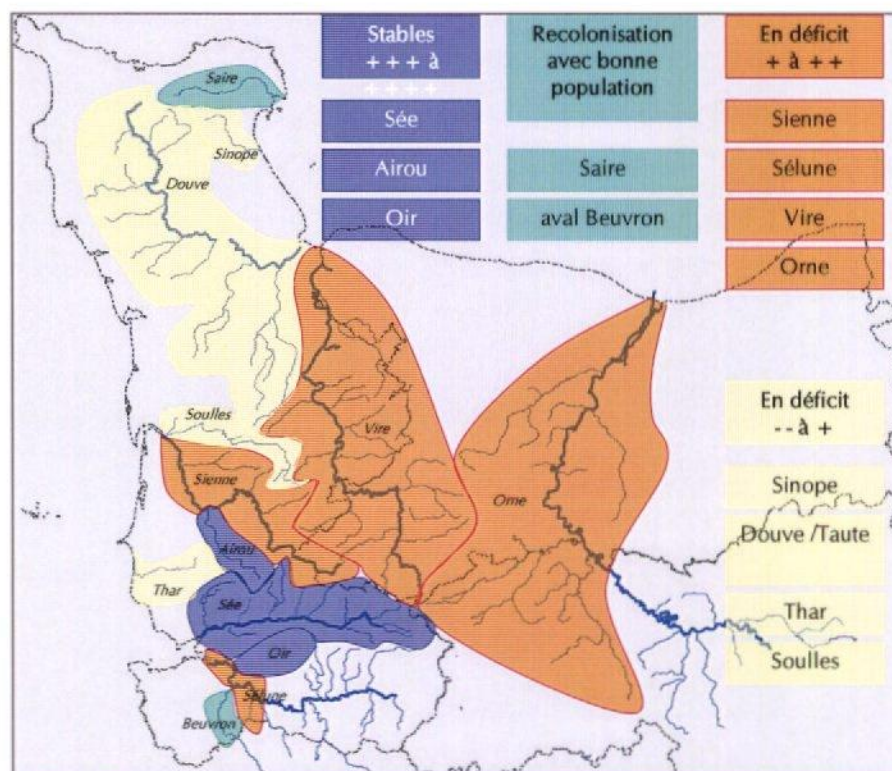 Stables
+ + + à
+ + + +
Sée
Airou
Oir
Recolonisation
avec bonne
population
Saire
aval Beuvron
En déficit
+ à + +
Sienne
Sélune
Vire
Orne
En déficit
- - à +
Sinope
Douve /Taute
Thar
Soulles
Saire
Sinope
Douve
Soulles
Vire
Sienne
Orne
Airou
Thar
Sée
Oir
Sélune
Beuvron